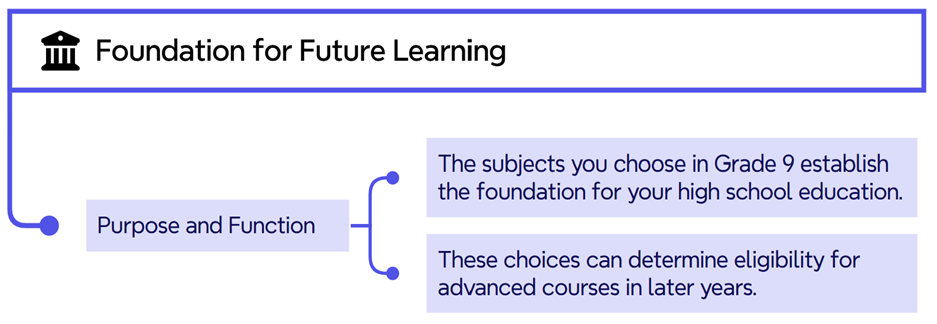 Foundation for Future Learning
Purpose and Function
The subjects you choose in Grade 9 establish
the foundation for your high school education.
These choices can determine eligibility for
advanced courses in later years.